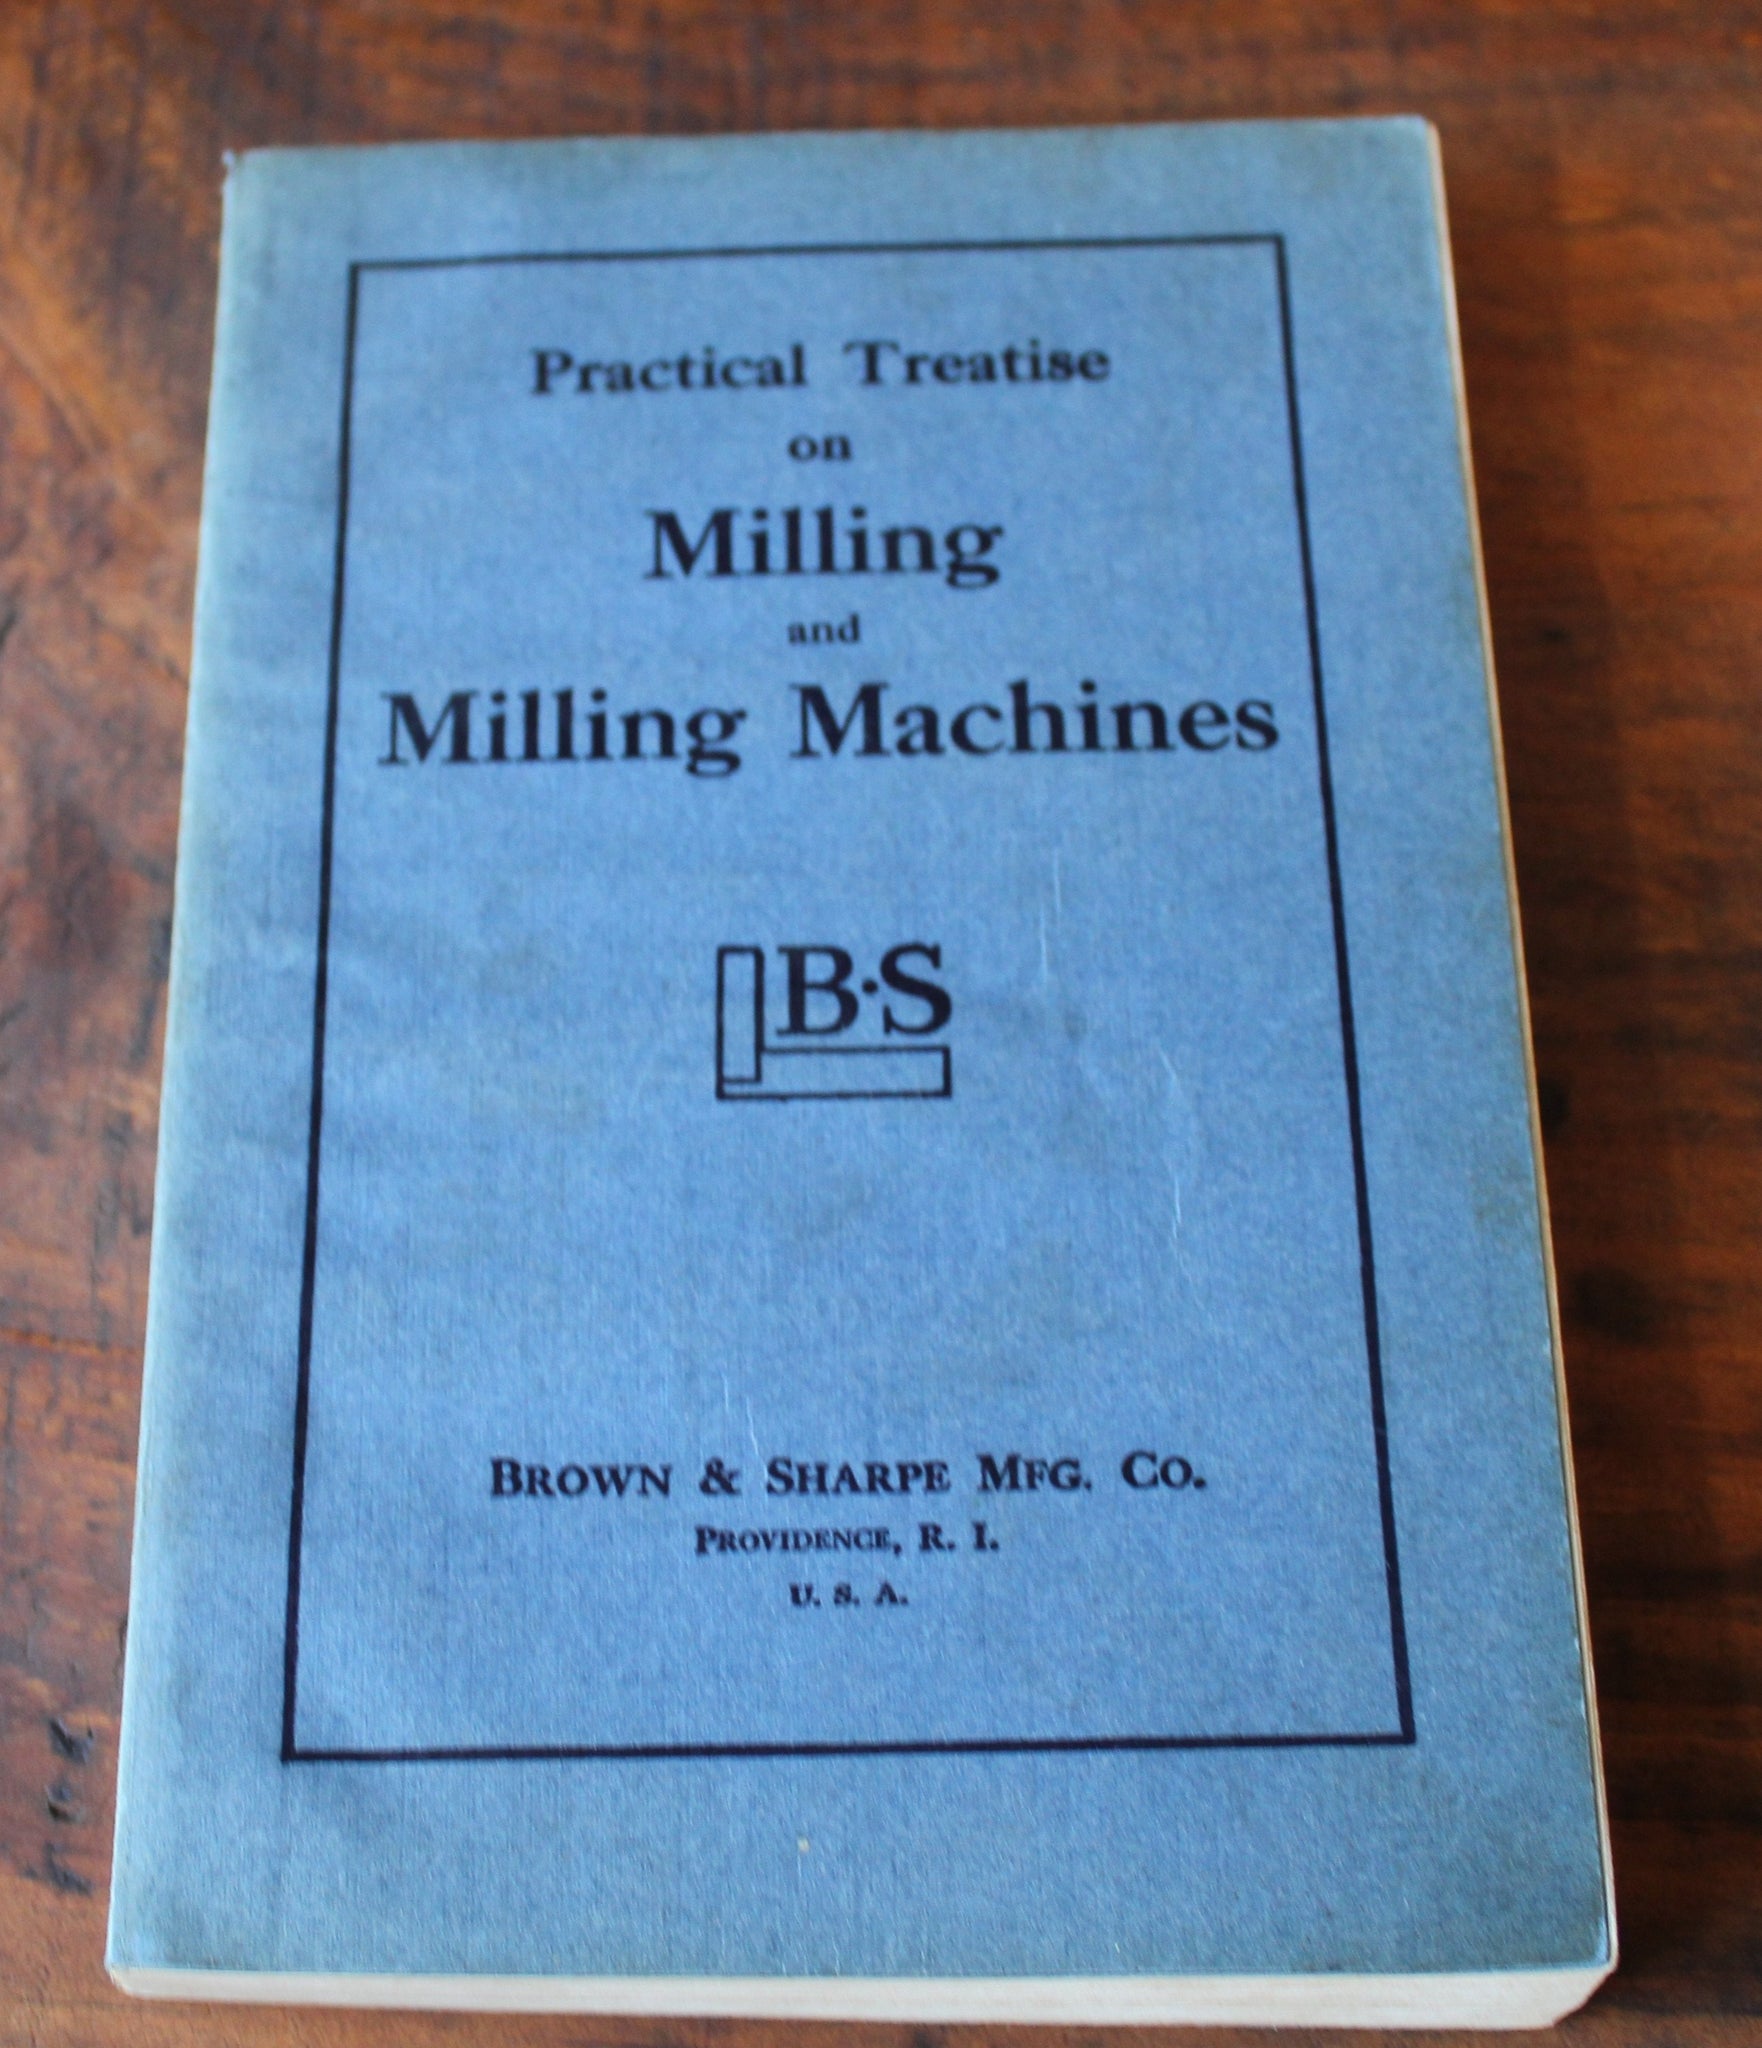 Practical Treatise
on
Milling
and
Milling Machines
B·S
BROWN & SHARPE MFG. CO.
PROVIDENCE, R. I.
U. S. A.